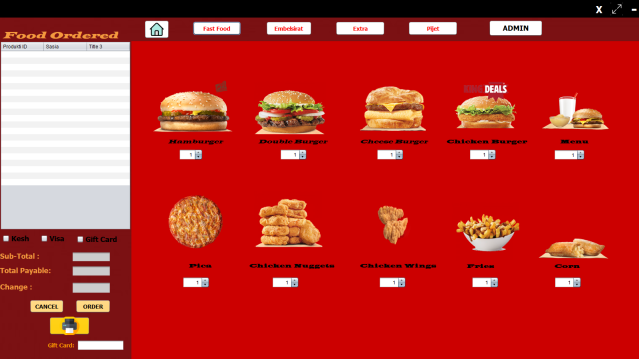 X
Food Ordered
Fast Food
Embelsirat
Extra
Pijet
ADMIN
Produkti ID Sasia Title 3
DEALS
Hamburger
Double Burger
Cheese Burger
Chicken Burger
Menu
1
1
1
1
1
Pica
Chicken Nuggets
Chicken Wings
Petra
Corn
1
1
1
1
1
Kesh Visa Gift Card
Sub-Total :
Total Payable:
Change :
CANCEL ORDER
Gift Card: